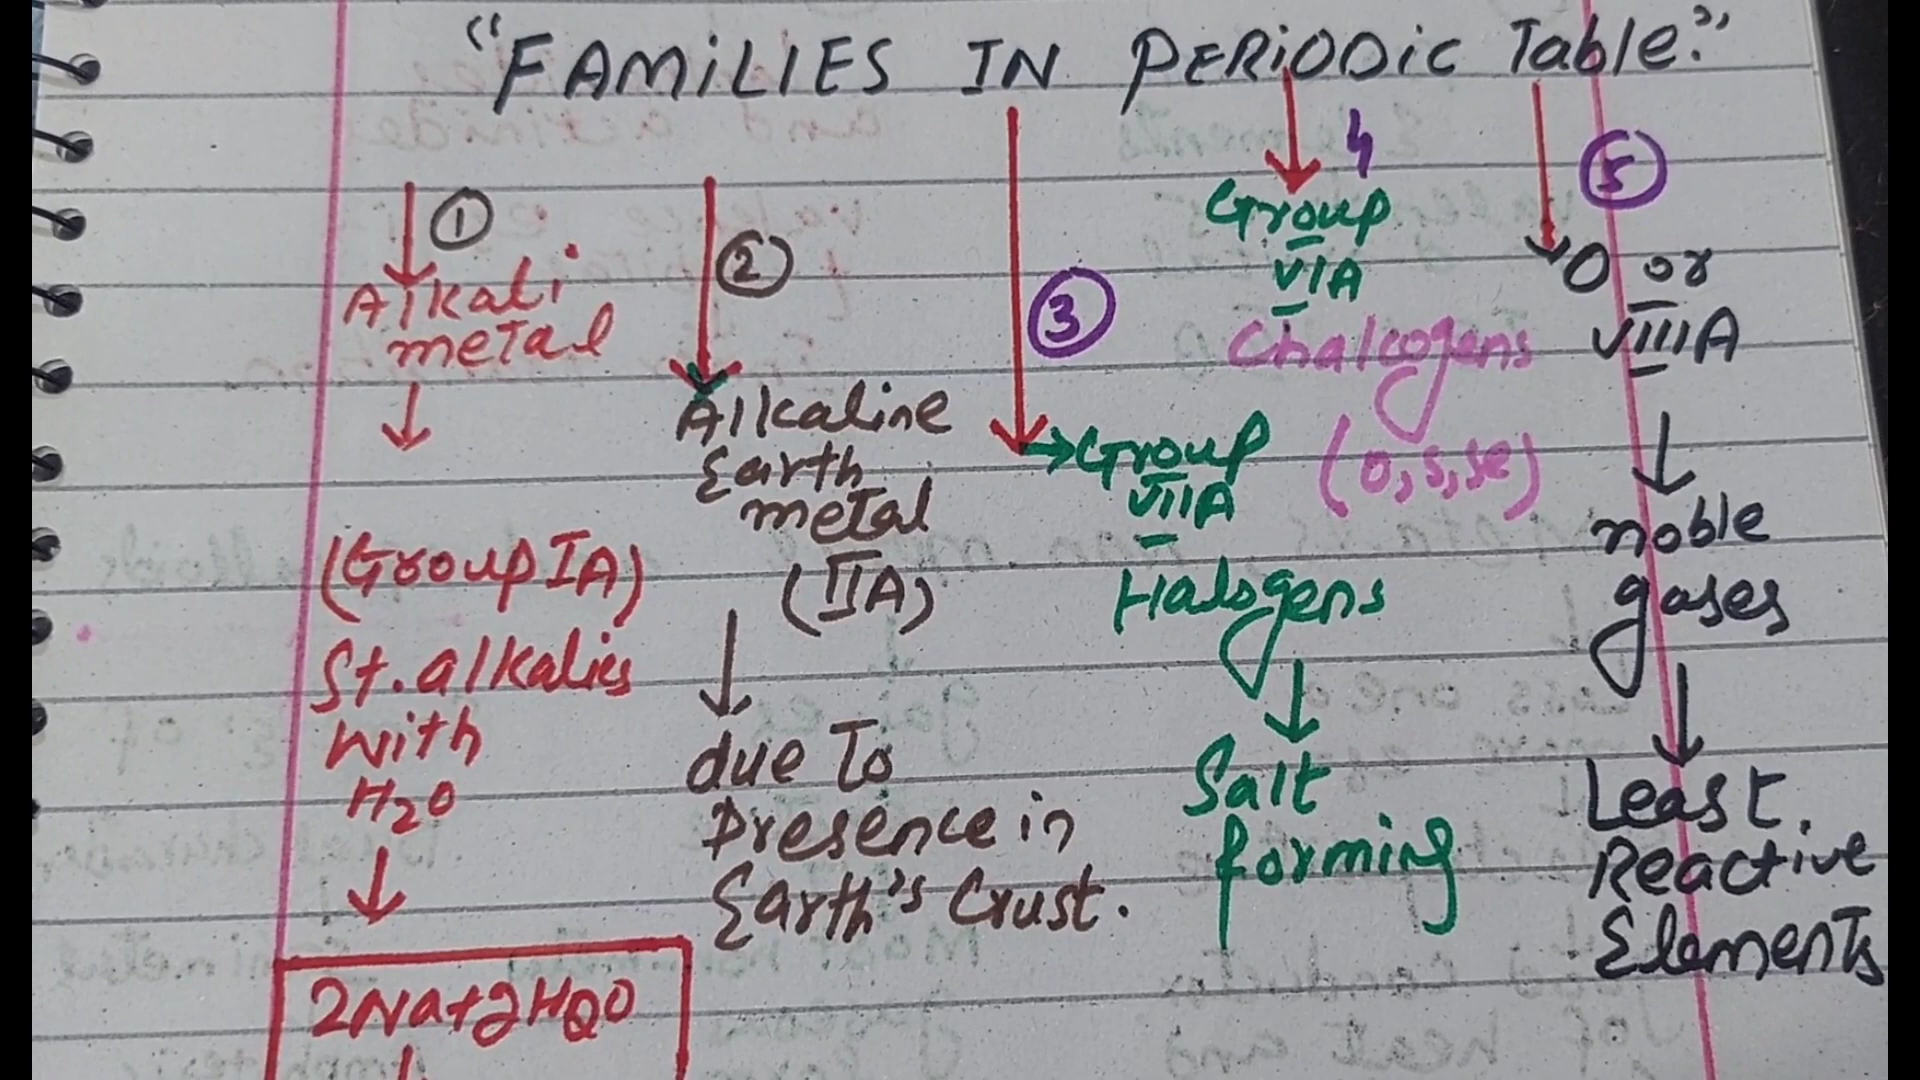 "FAMILIES IN PERIODIC Table."
①
Alkali
metal
(Group IA)
St. alkalies
with
H2O
2Na+2H2O
②
Alkaline
Earth
metal
(IIA)
due To
Presence in
Earth's Crust.
③
Group
VIIA
Halogens
Salt
forming
4
Group
VIA
Chalcogens
(O,S,Se)
⑤
O or
VIIIA
noble
gases
Least
Reactive
Elements